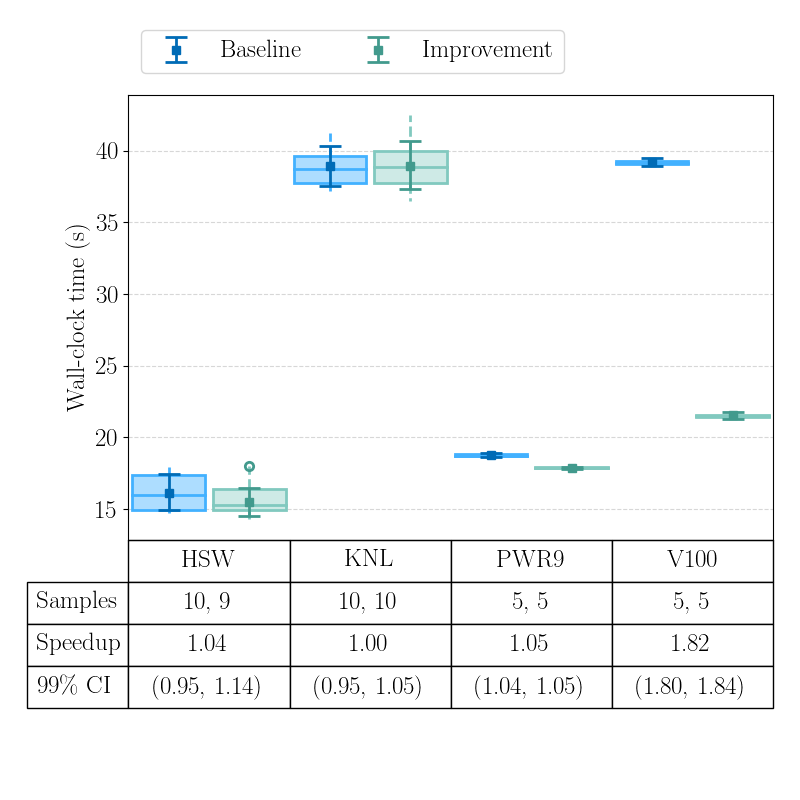 Baseline Improvement
Wall-clock time (s)
40
35
30
25
20
15
HSW KNL PWR9 V100
Samples 10, 9 10, 10 5, 5 5, 5
Speedup 1.04 1.00 1.05 1.82
99% CI (0.95, 1.14) (0.95, 1.05) (1.04, 1.05) (1.80, 1.84)